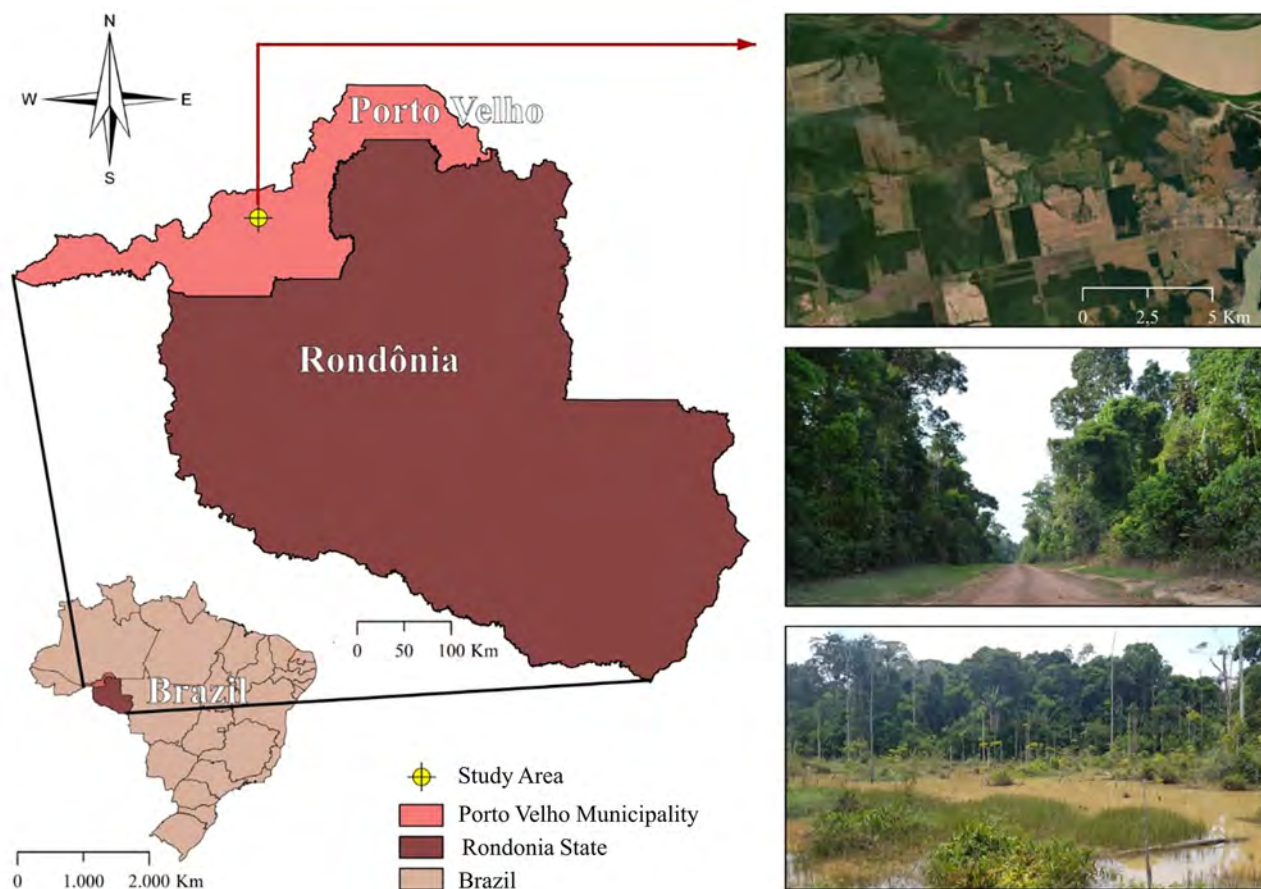 N
W
E
S
Porto Velho
Rondônia
0 50 100 Km
Brazil
0 1.000 2.000 Km
Study Area
Porto Velho Municipality
Rondonia State
Brazil
0 2,5 5 Km